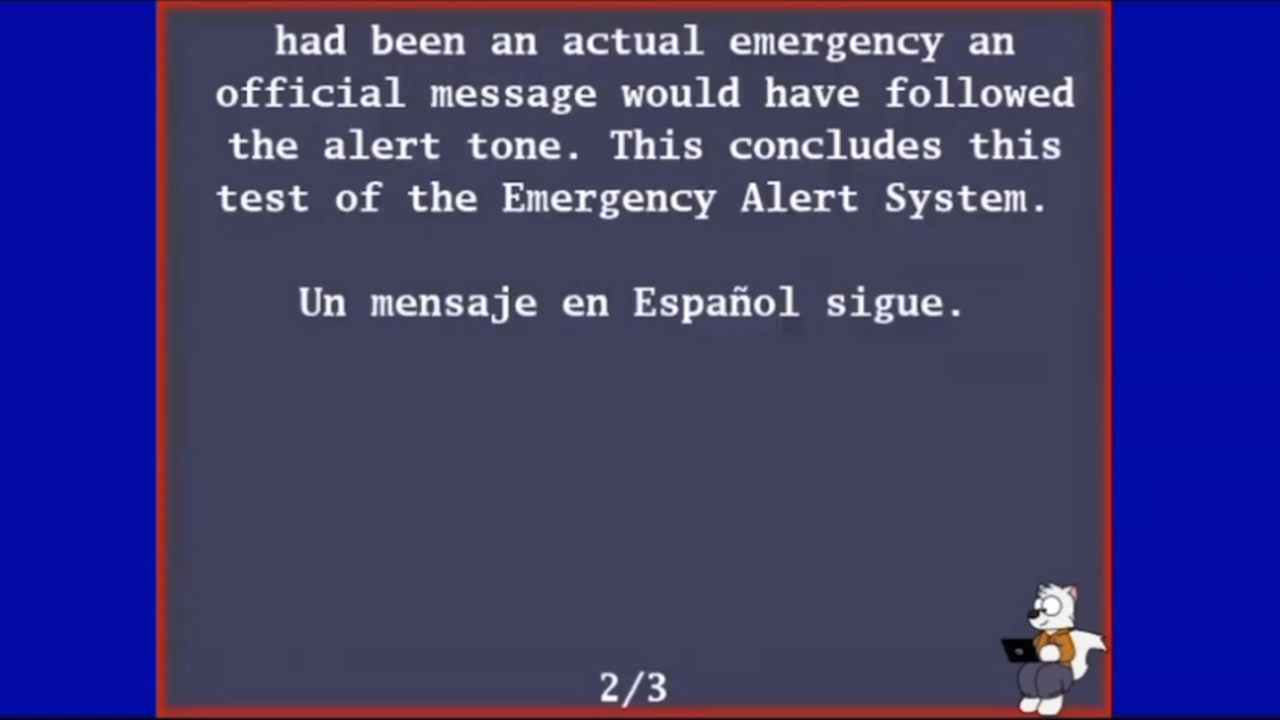 had been an actual emergency an
official message would have followed
the alert tone. This concludes this
test of the Emergency Alert System.
Un mensaje en Español sigue.
2/3